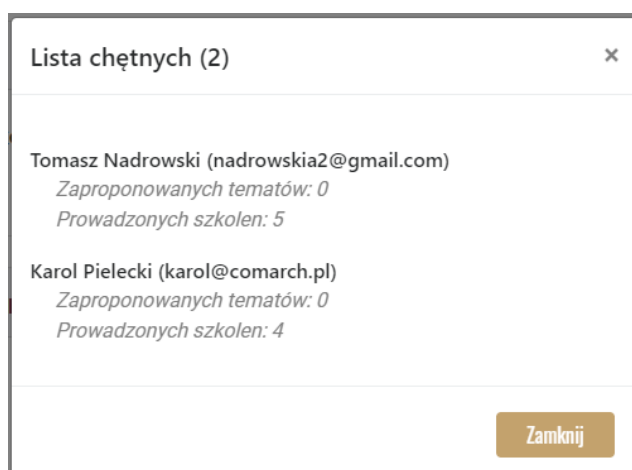 Lista chętnych (2)
×
Tomasz Nadrowski (nadrowskia2@gmail.com)
Zaproponowanych tematów: 0
Prowadzonych szkolen: 5
Karol Pielecki (karol@comarch.pl)
Zaproponowanych tematów: 0
Prowadzonych szkolen: 4
Zamknij